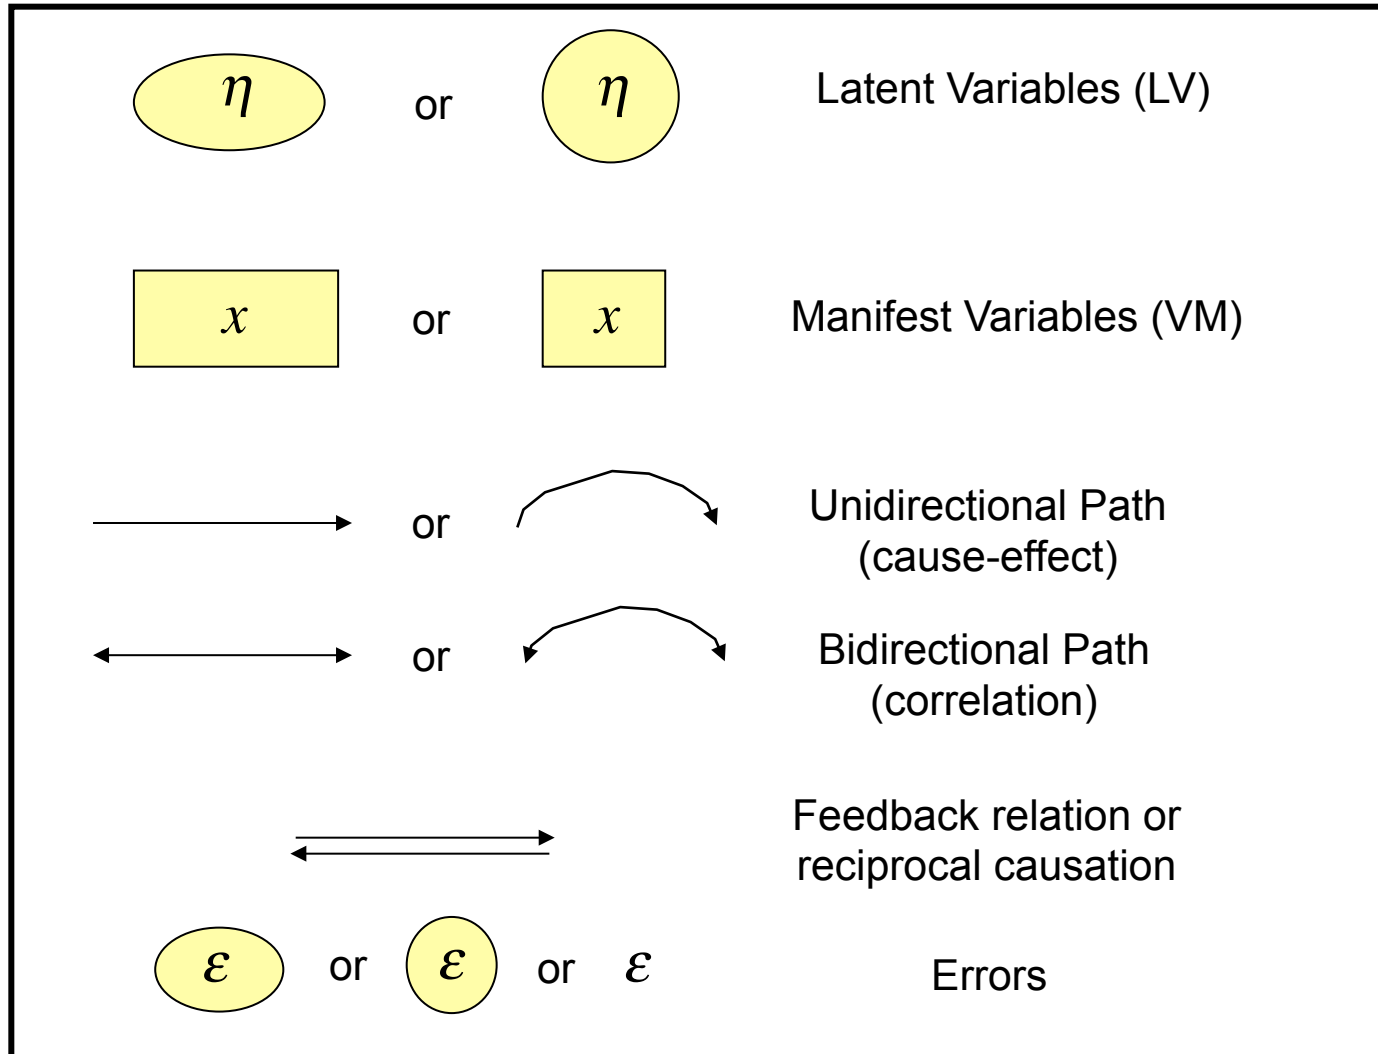 η or η Latent Variables (LV)
x or x Manifest Variables (VM)
or Unidirectional Path
(cause-effect)
or Bidirectional Path
(correlation)
Feedback relation or
reciprocal causation
ε or ε or ε Errors